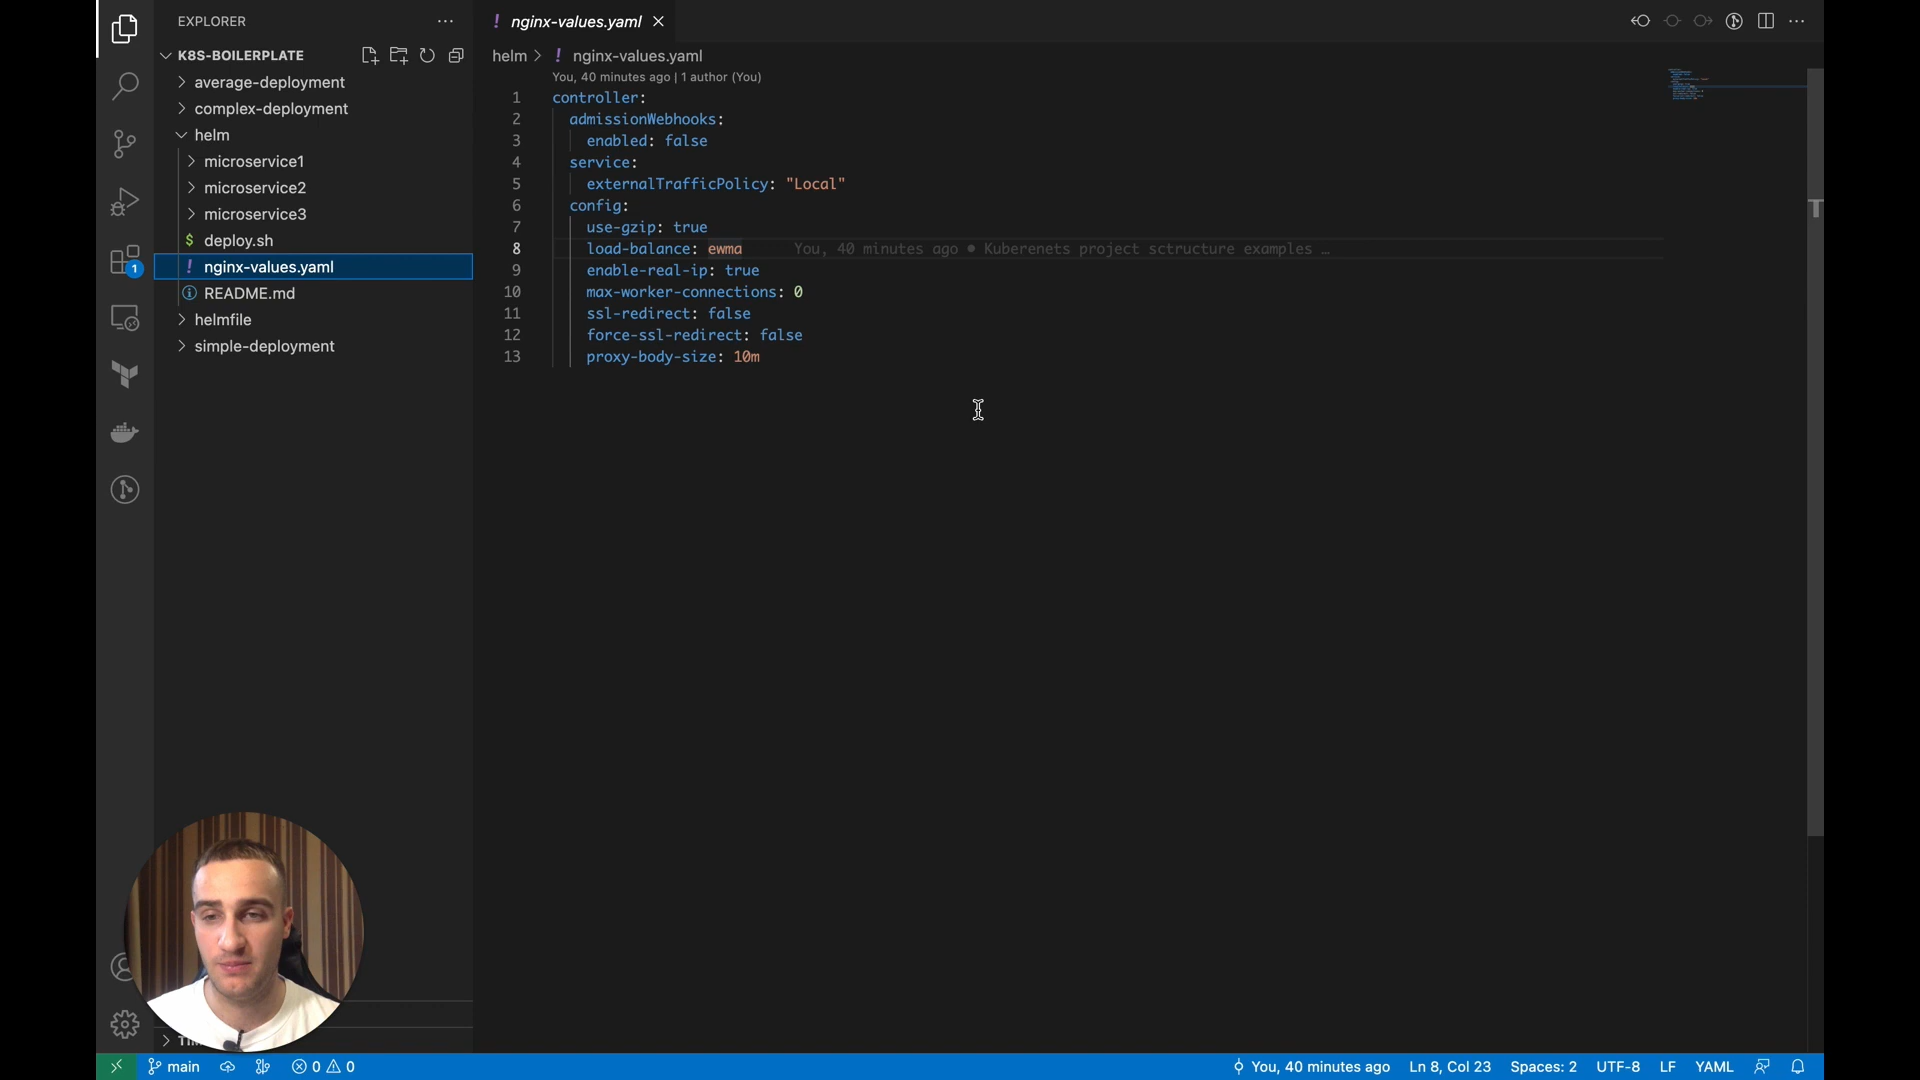 EXPLORER
nginx-values.yaml
K8S-BOILERPLATE
average-deployment
complex-deployment
helm
microservice1
microservice2
microservice3
deploy.sh
nginx-values.yaml
README.md
helmfile
simple-deployment
1
helm > nginx-values.yaml
You, 40 minutes ago | 1 author (You)
1 controller:
2 admissionWebhooks:
3 enabled: false
4 service:
5 externalTrafficPolicy: "Local"
6 config:
7 use-gzip: true
8 load-balance: ewma You, 40 minutes ago • Kuberenets project sctructure examples …
9 enable-real-ip: true
10 max-worker-connections: 0
11 ssl-redirect: false
12 force-ssl-redirect: false
13 proxy-body-size: 10m
main 0 0 You, 40 minutes ago Ln 8, Col 23 Spaces: 2 UTF-8 LF YAML